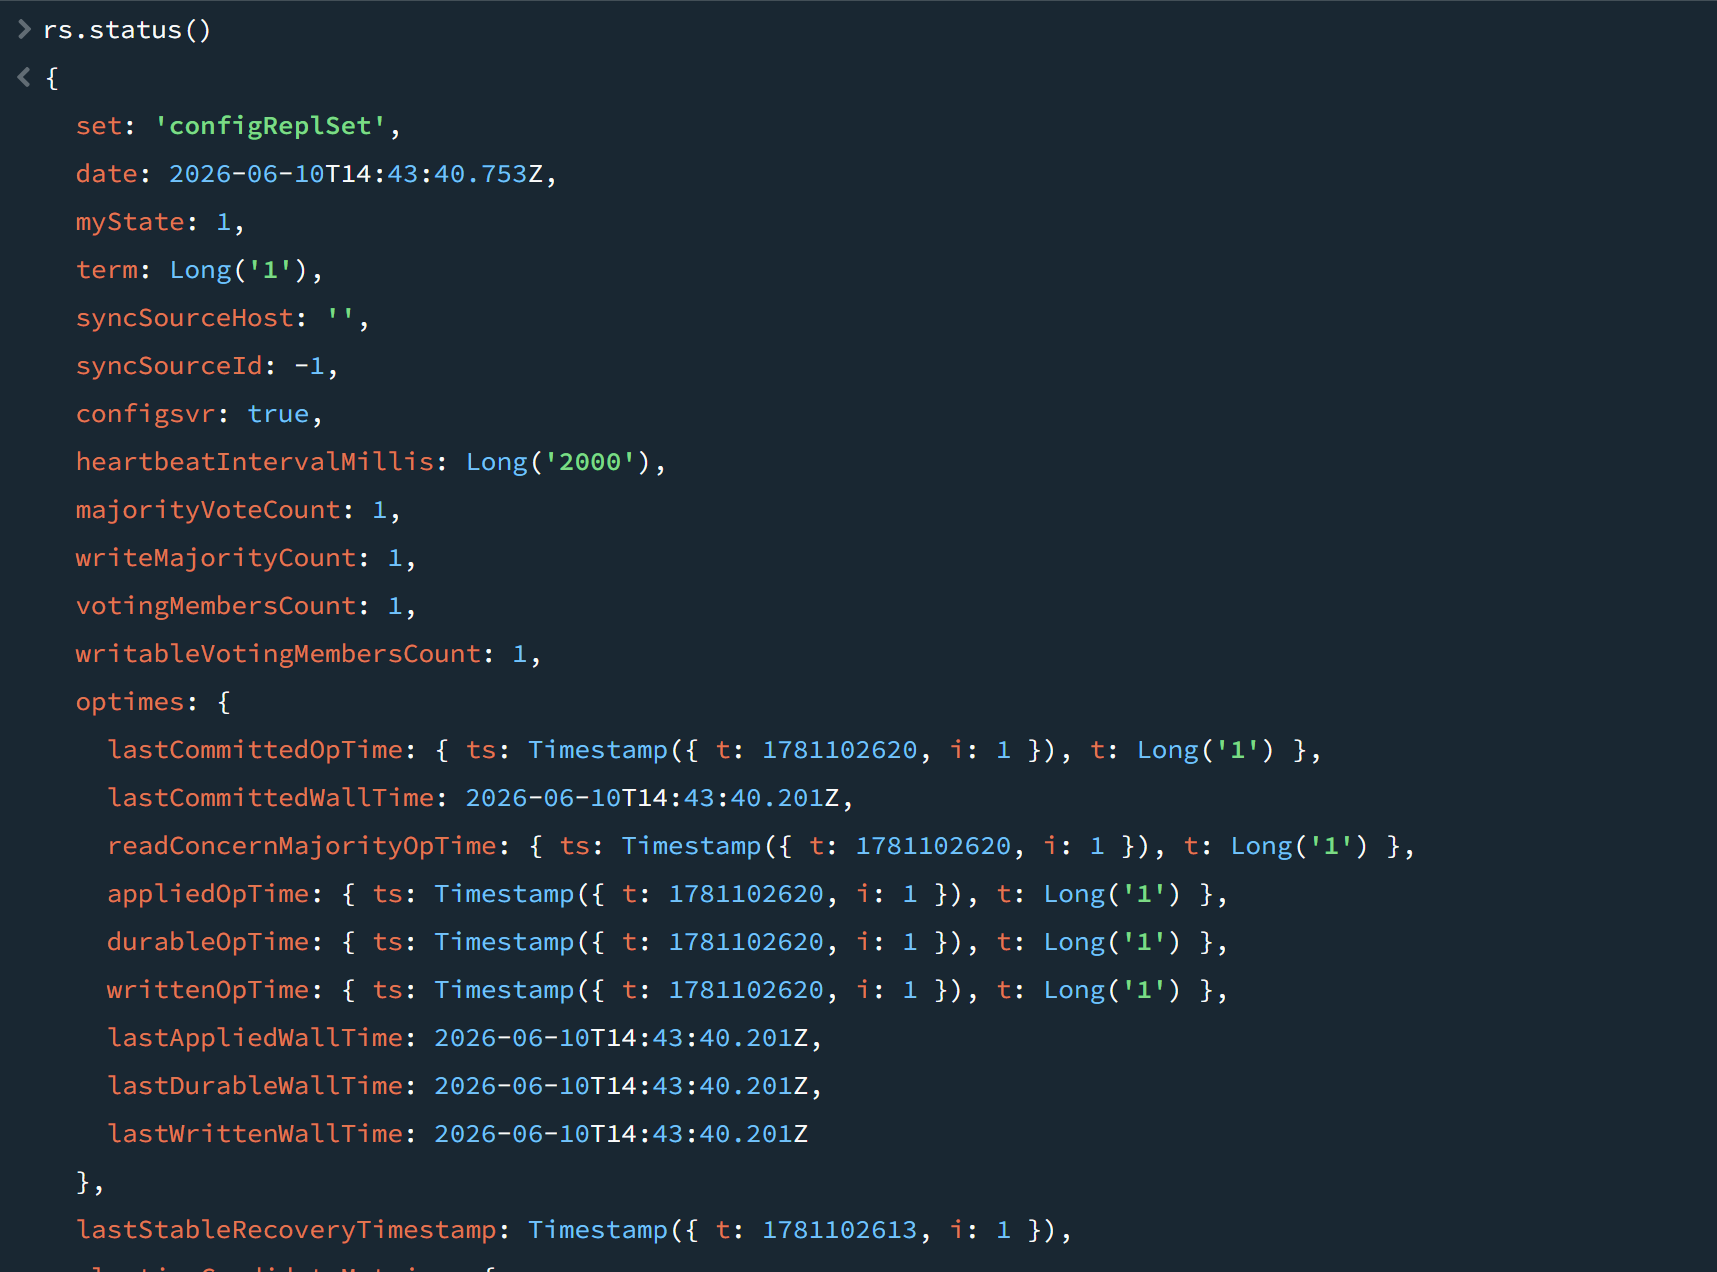 rs.status()
{
set: 'configReplSet',
date: 2026-06-10T14:43:40.753Z,
myState: 1,
term: Long('1'),
syncSourceHost: '',
syncSourceId: -1,
configsvr: true,
heartbeatIntervalMillis: Long('2000'),
majorityVoteCount: 1,
writeMajorityCount: 1,
votingMembersCount: 1,
writableVotingMembersCount: 1,
optimes: {
lastCommittedOpTime: { ts: Timestamp({ t: 1781102620, i: 1 }), t: Long('1') },
lastCommittedWallTime: 2026-06-10T14:43:40.201Z,
readConcernMajorityOpTime: { ts: Timestamp({ t: 1781102620, i: 1 }), t: Long('1') },
appliedOpTime: { ts: Timestamp({ t: 1781102620, i: 1 }), t: Long('1') },
durableOpTime: { ts: Timestamp({ t: 1781102620, i: 1 }), t: Long('1') },
writtenOpTime: { ts: Timestamp({ t: 1781102620, i: 1 }), t: Long('1') },
lastAppliedWallTime: 2026-06-10T14:43:40.201Z,
lastDurableWallTime: 2026-06-10T14:43:40.201Z,
lastWrittenWallTime: 2026-06-10T14:43:40.201Z
},
lastStableRecoveryTimestamp: Timestamp({ t: 1781102613, i: 1 }),